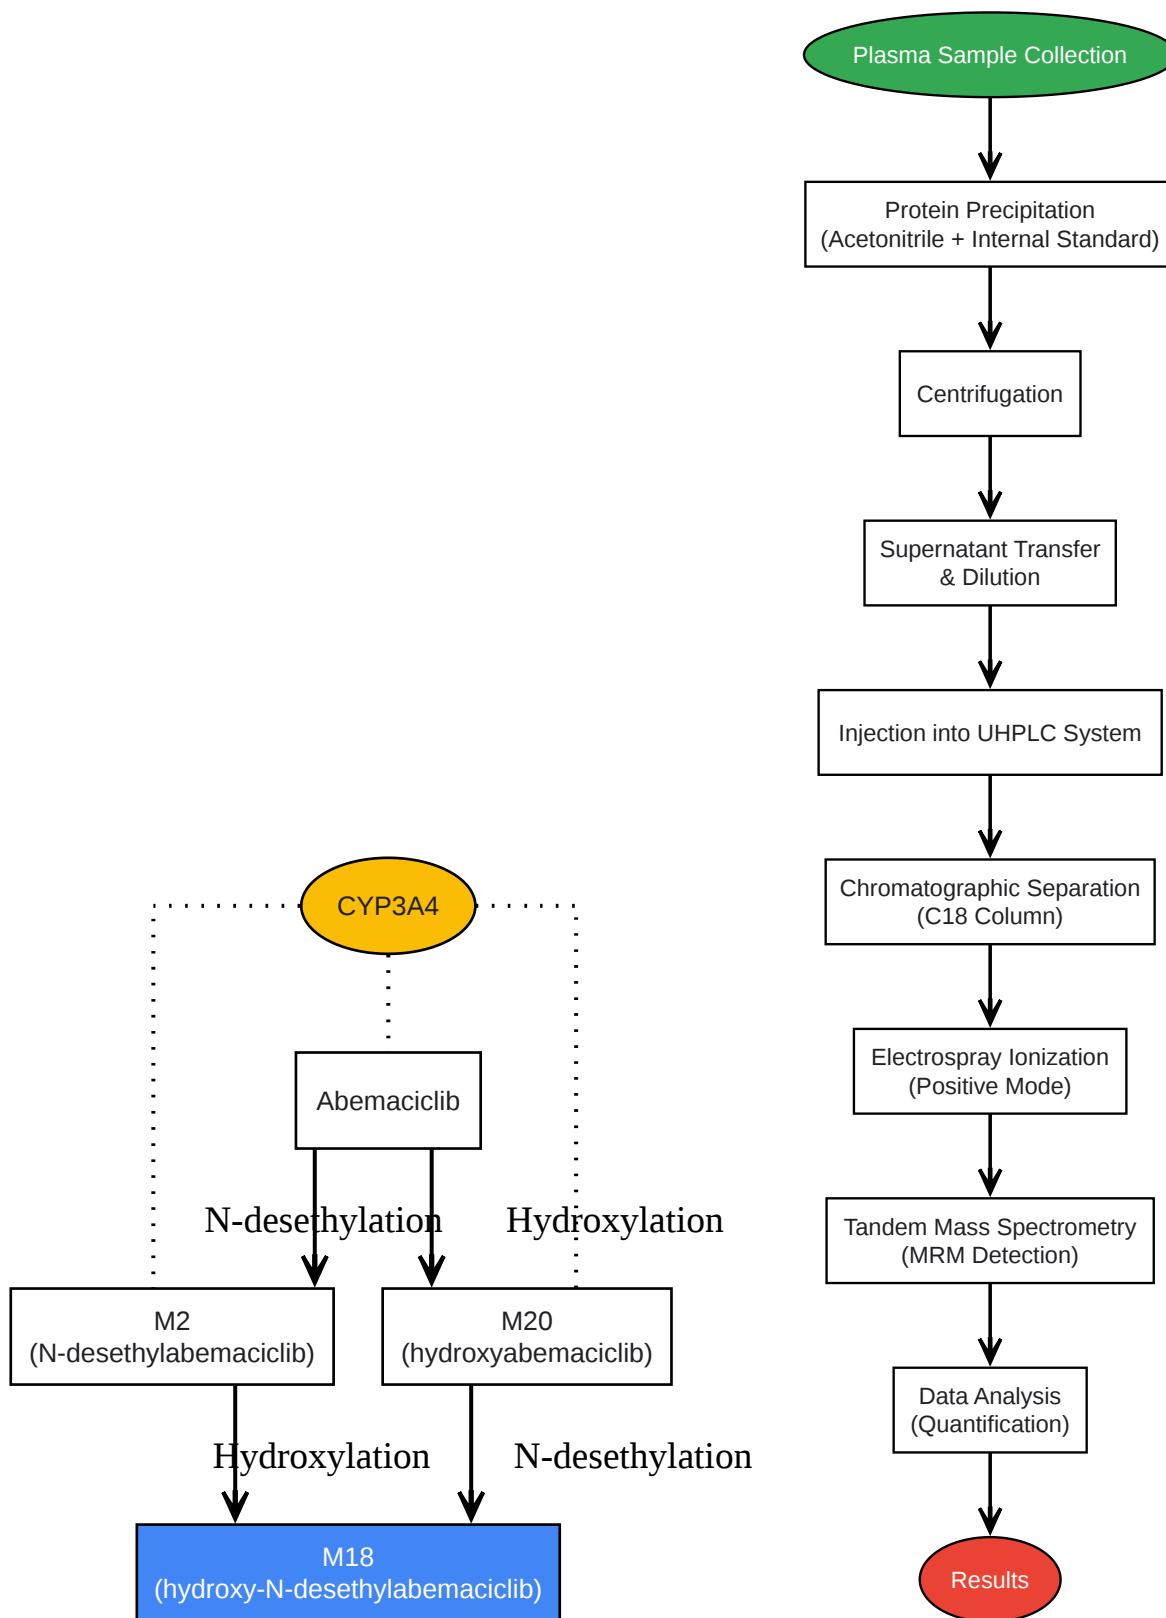 CYP3A4
Abemaciclib
N-desethylation
Hydroxylation
M2
(N-desethylabemaciclib)
M20
(hydroxyabemaciclib)
Hydroxylation
N-desethylation
M18
(hydroxy-N-desethylabemaciclib)
Plasma Sample Collection
Protein Precipitation
(Acetonitrile + Internal Standard)
Centrifugation
Supernatant Transfer
& Dilution
Injection into UHPLC System
Chromatographic Separation
(C18 Column)
Electrospray Ionization
(Positive Mode)
Tandem Mass Spectrometry
(MRM Detection)
Data Analysis
(Quantification)
Results